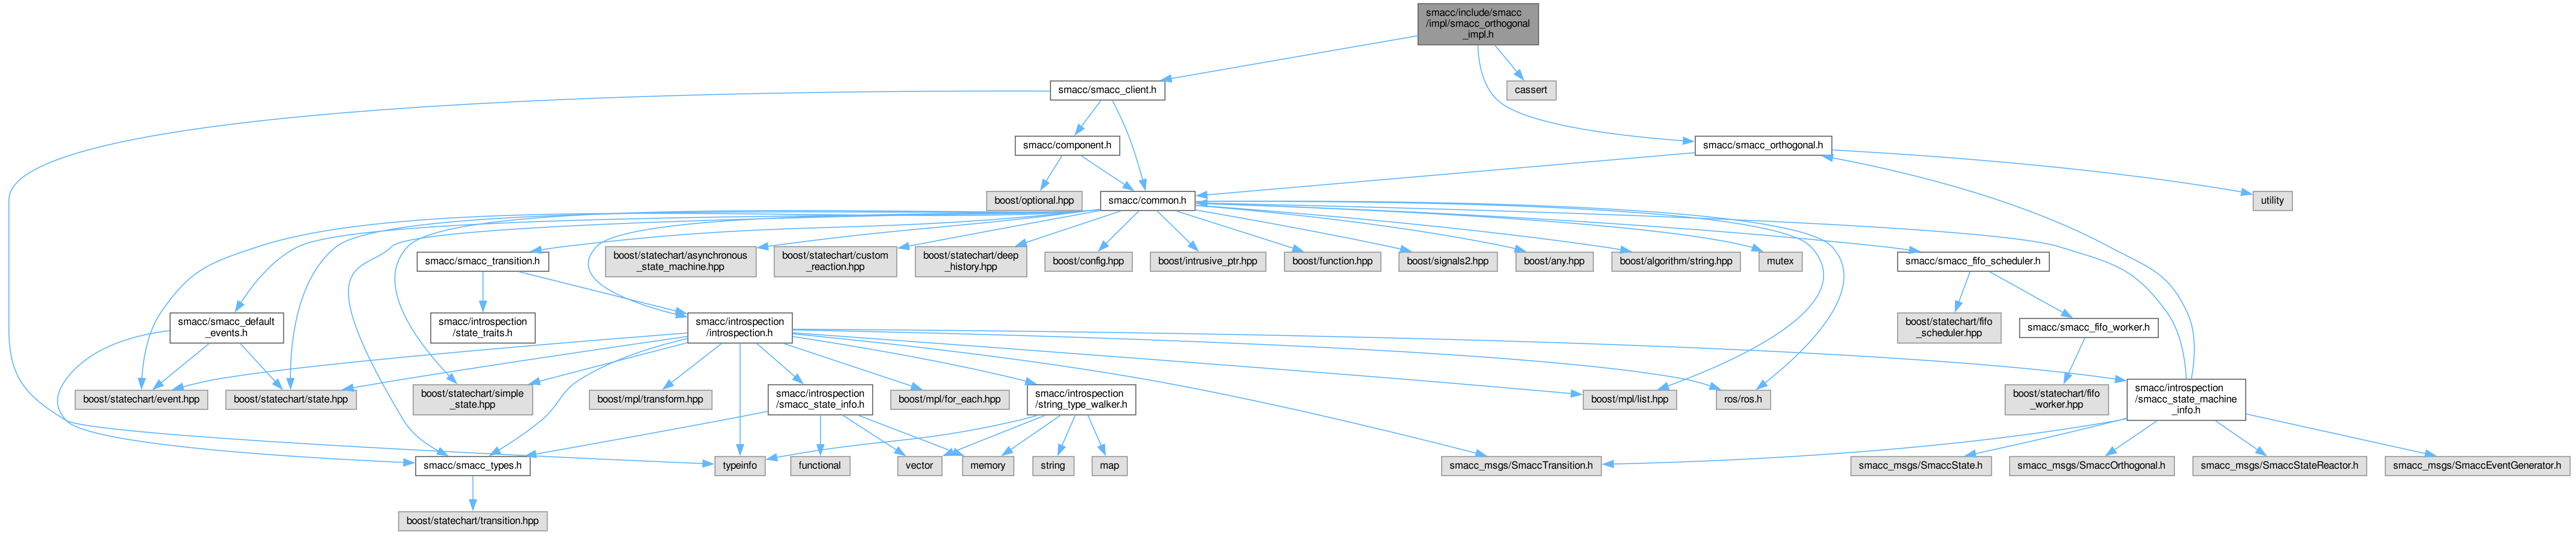 smacc/include/smacc
/impl/smacc_orthogonal
_impl.h
smacc/smacc_client.h
cassert
smacc/component.h
smacc/smacc_orthogonal.h
boost/optional.hpp
smacc/common.h
utility
smacc/smacc_transition.h
boost/statechart/asynchronous
_state_machine.hpp
boost/statechart/custom
_reaction.hpp
boost/statechart/deep
_history.hpp
boost/config.hpp
boost/intrusive_ptr.hpp
boost/function.hpp
boost/signals2.hpp
boost/any.hpp
boost/algorithm/string.hpp
mutex
smacc/smacc_fifo_scheduler.h
smacc/smacc_default
_events.h
smacc/introspection
/state_traits.h
smacc/introspection
/introspection.h
boost/statechart/fifo
_scheduler.hpp
smacc/smacc_fifo_worker.h
boost/statechart/event.hpp
boost/statechart/state.hpp
boost/statechart/simple
_state.hpp
boost/mpl/transform.hpp
smacc/introspection
/smacc_state_info.h
boost/mpl/for_each.hpp
smacc/introspection
/string_type_walker.h
boost/mpl/list.hpp
ros/ros.h
boost/statechart/fifo
_worker.hpp
smacc/introspection
/smacc_state_machine
_info.h
smacc/smacc_types.h
typeinfo
functional
vector
memory
string
map
smacc_msgs/SmaccTransition.h
smacc_msgs/SmaccState.h
smacc_msgs/SmaccOrthogonal.h
smacc_msgs/SmaccStateReactor.h
smacc_msgs/SmaccEventGenerator.h
boost/statechart/transition.hpp